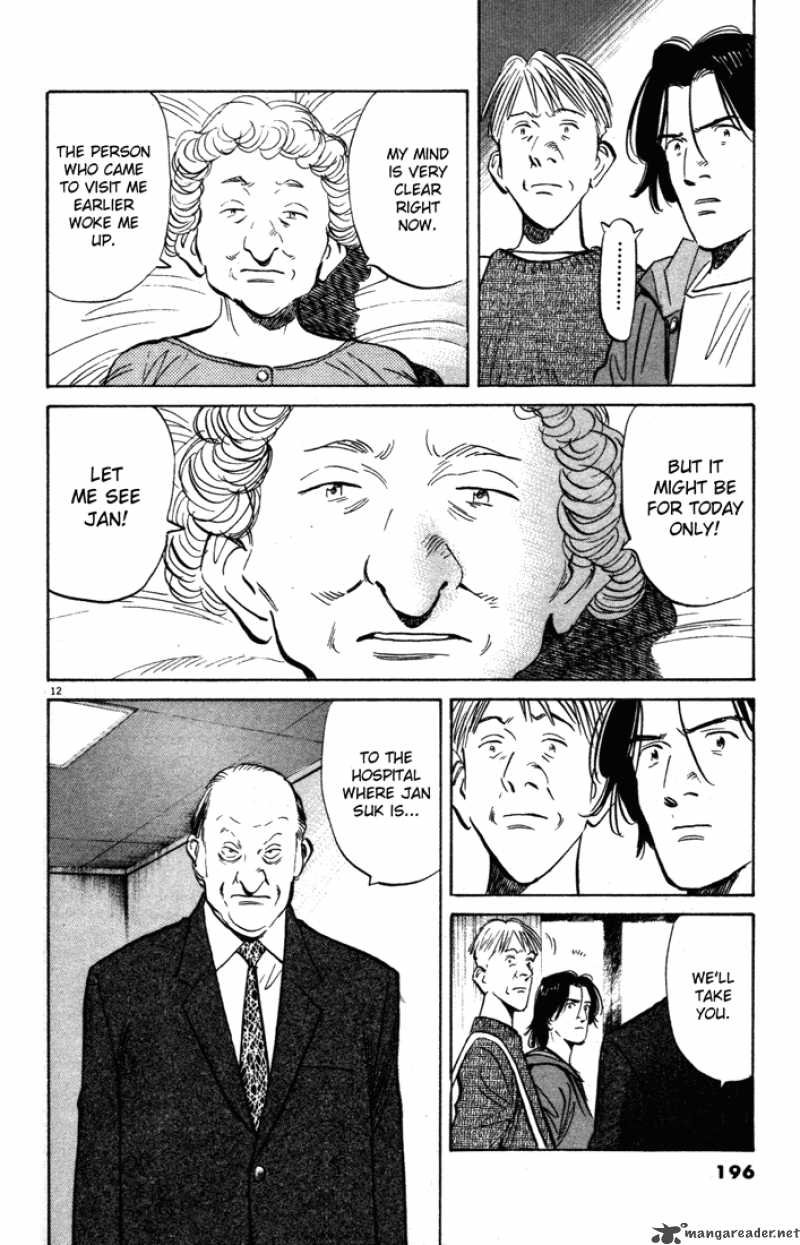 .......
MY MIND
IS VERY
CLEAR
RIGHT
NOW.
THE PERSON
WHO CAME
TO VISIT ME
EARLIER
WOKE ME
UP.
BUT IT
MIGHT BE
FOR TODAY
ONLY!
LET
ME SEE
JAN!
12
WE'LL
TAKE
YOU.
TO THE
HOSPITAL
WHERE JAN
SUK IS...
196
mangareader.net